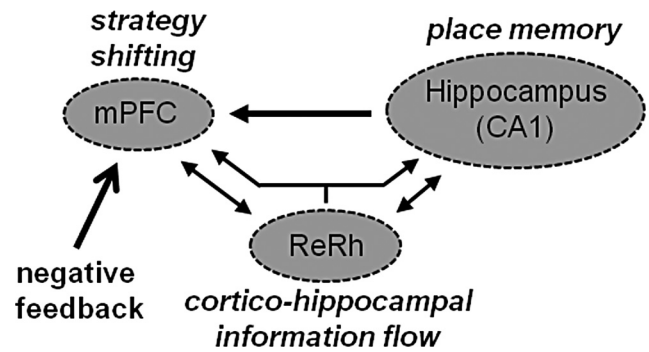 strategy
shifting
place memory
mPFC
Hippocampus
(CA1)
ReRh
negative
feedback
cortico-hippocampal
information flow